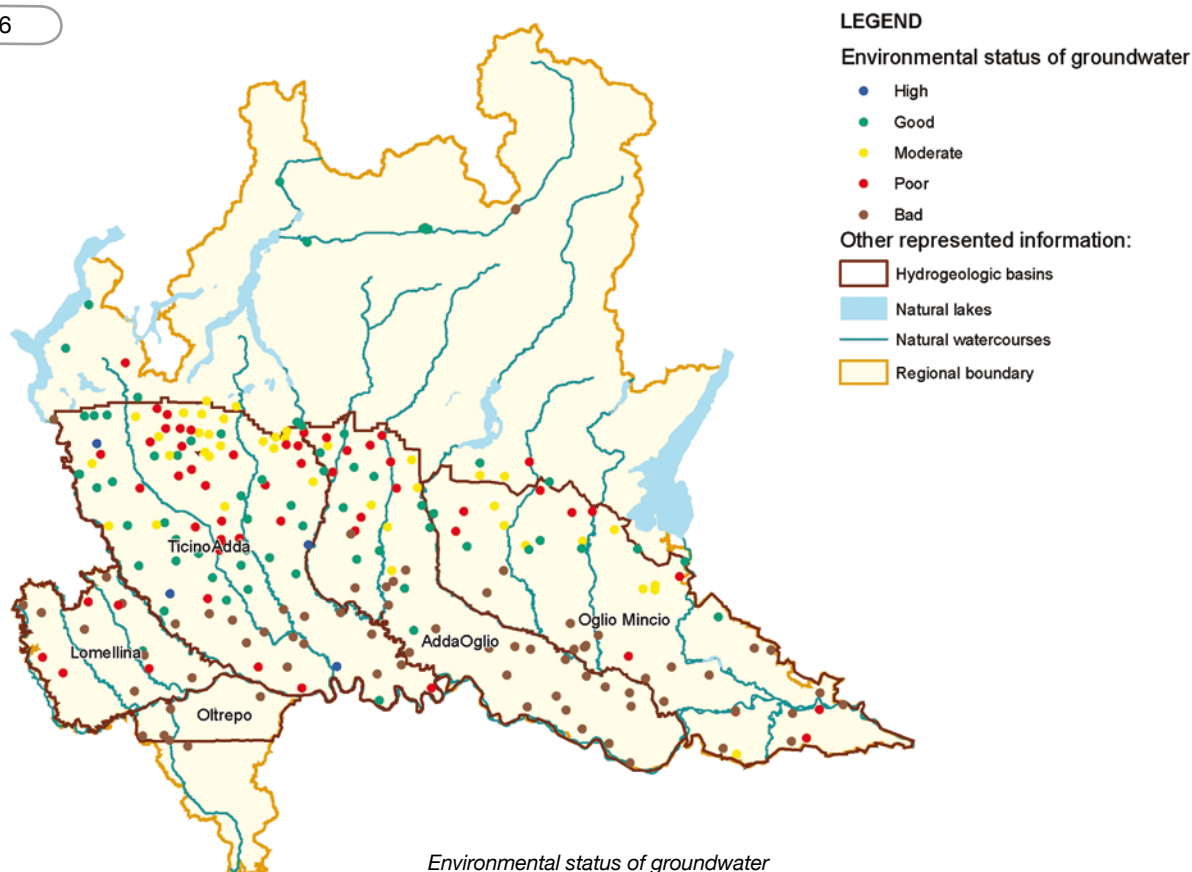 6
LEGEND
Environmental status of groundwater
High
Good
Moderate
Poor
Bad
Other represented information:
Hydrogeologic basins
Natural lakes
Natural watercourses
Regional boundary
TicinoAdda
Lomellina
AddaOglio
Oglio Mincio
Oltrepo
Environmental status of groundwater